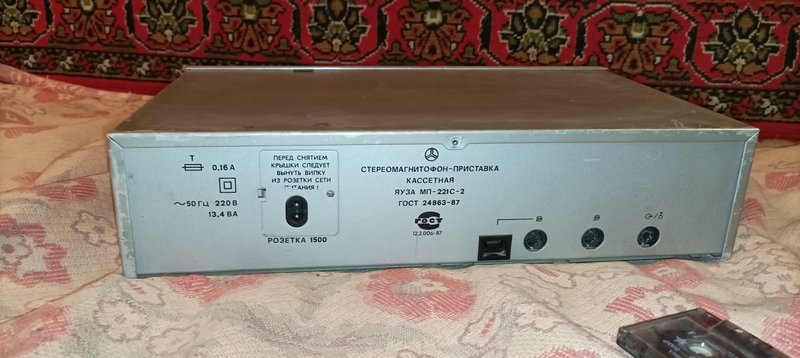 Т
0,16 А
~50 Гц 220 В
13,4 ВА
ПЕРЕД СНЯТИЕМ
КРЫШКИ СЛЕДУЕТ
ВЫНУТЬ ВИЛКУ
ИЗ РОЗЕТКИ СЕТИ
ПИТАНИЯ !
РОЗЕТКА 1500
СТЕРЕОМАГНИТОФОН-ПРИСТАВКА
КАССЕТНАЯ
ЯУЗА МП-221С-2
ГОСТ 24863-87
ГОСТ
12.2.006-87